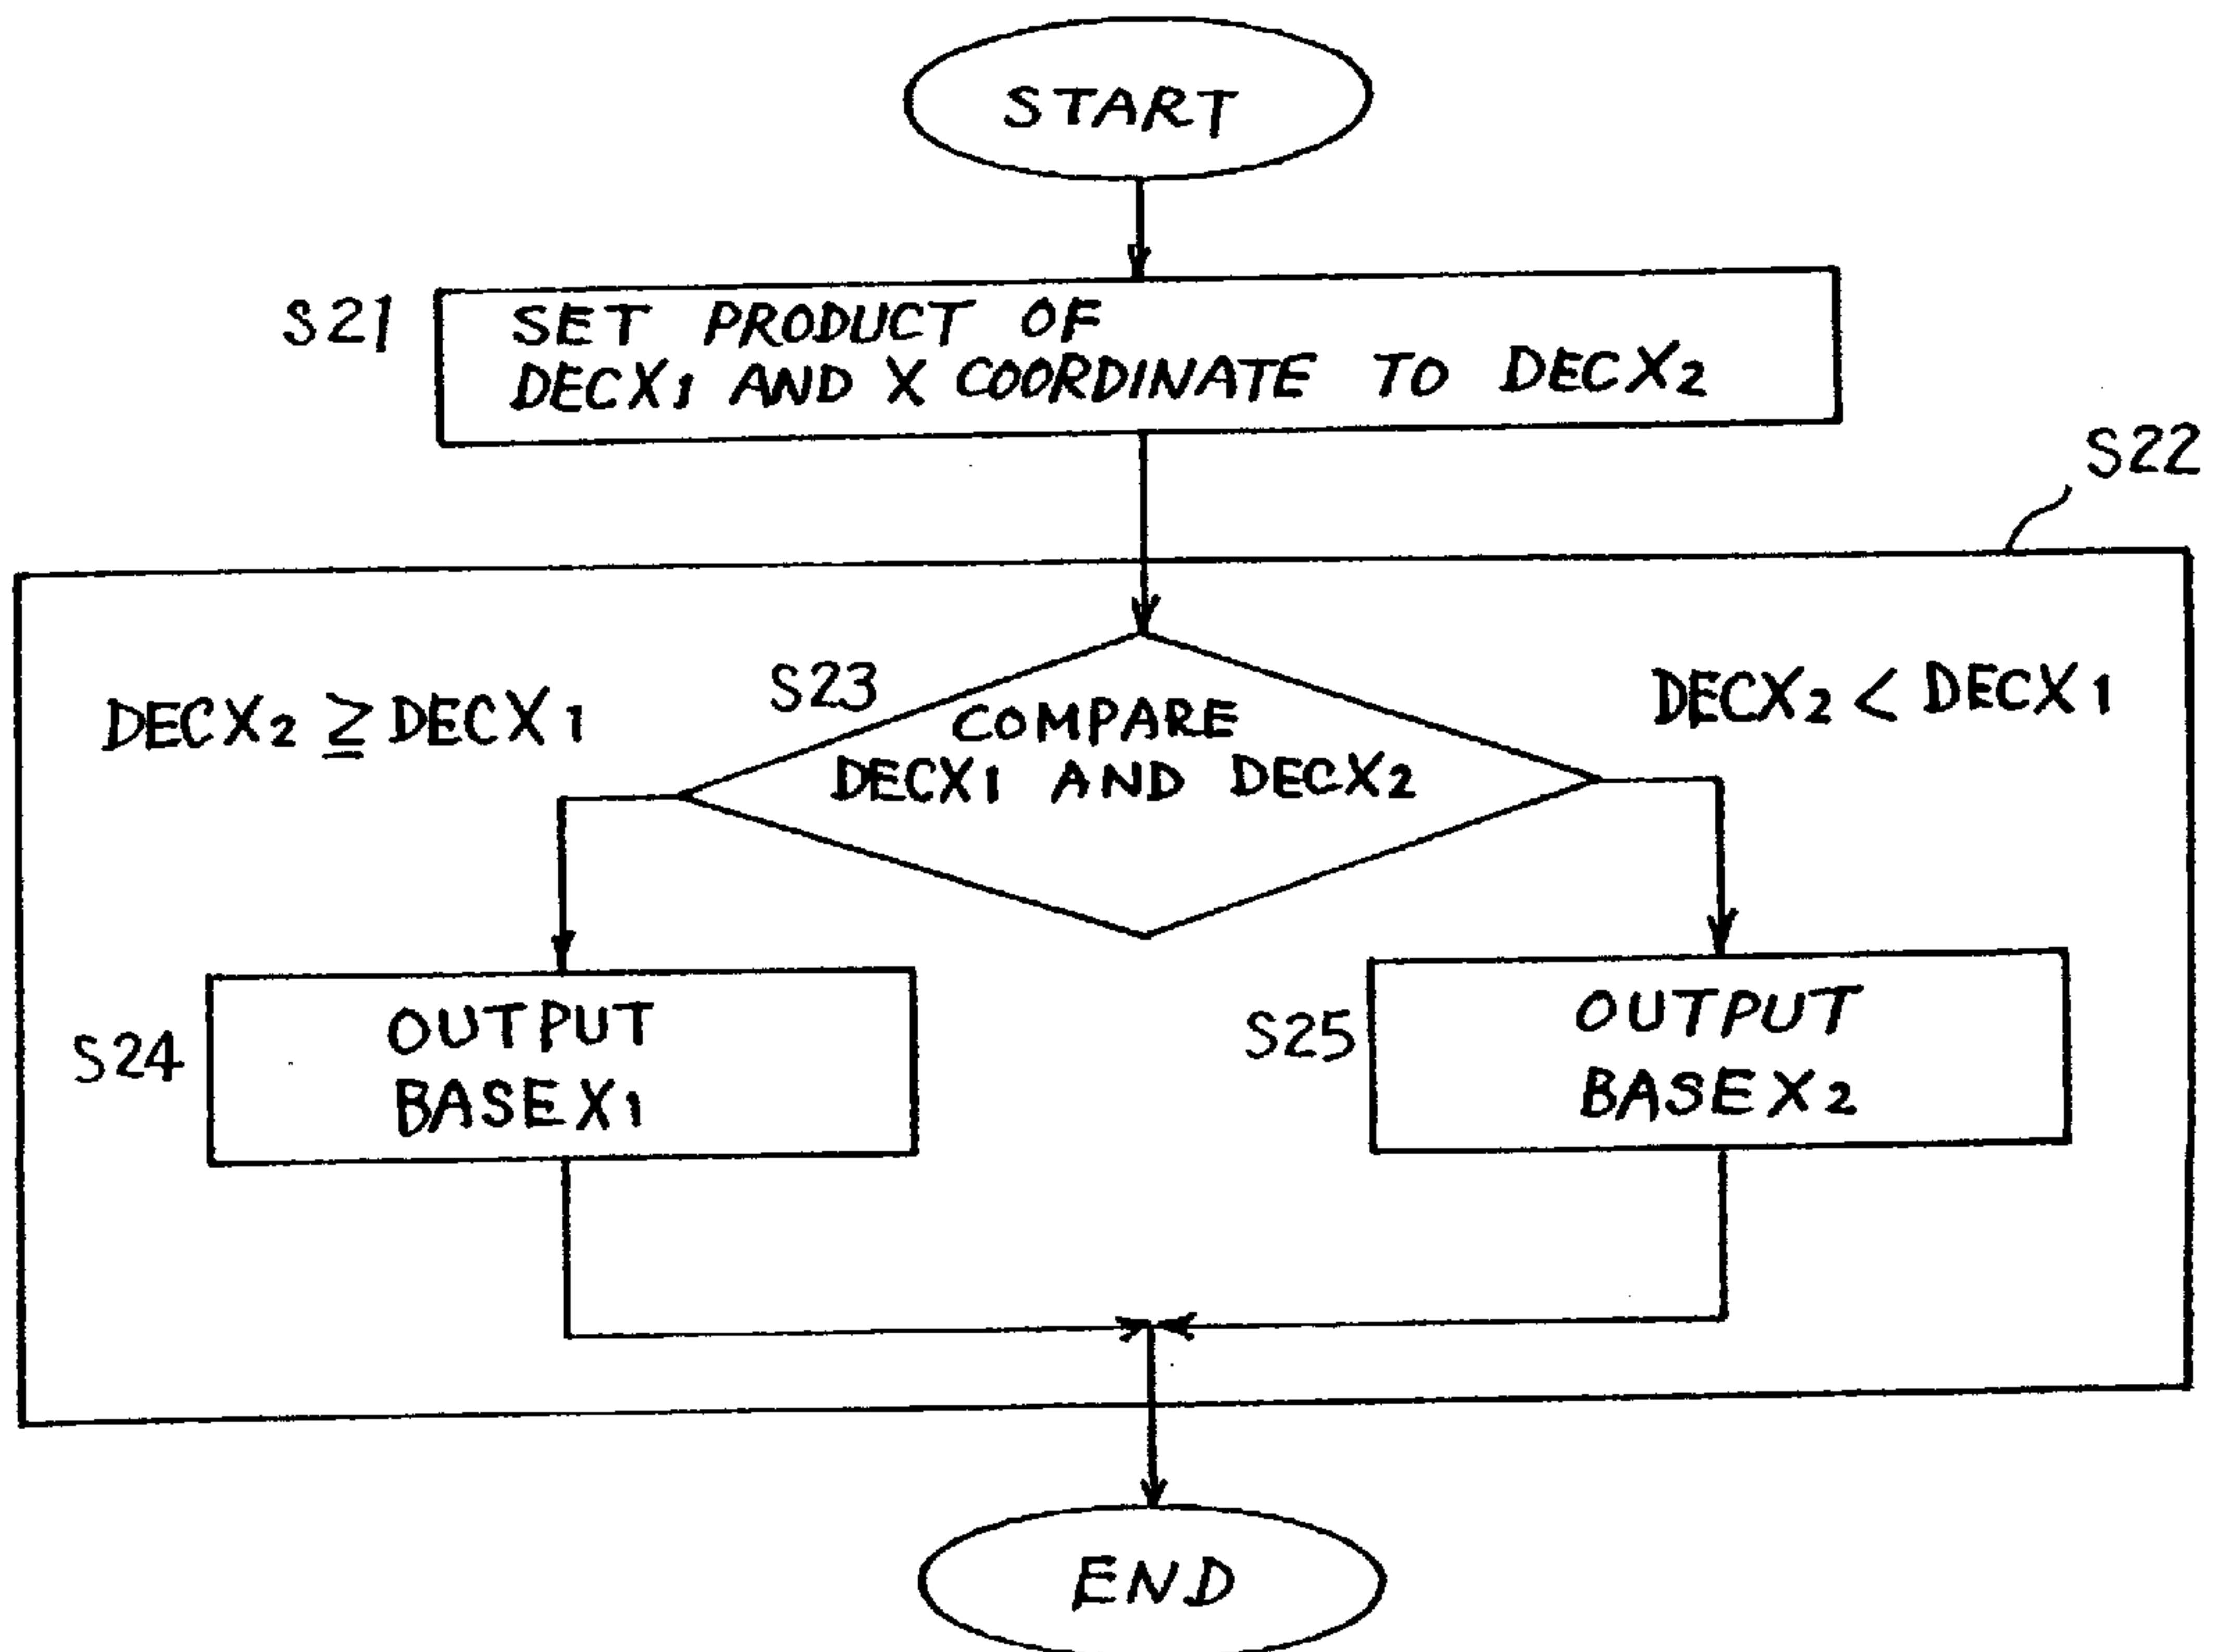 START
S21
SET PRODUCT OF
DECX1 AND X COORDINATE TO DECX2
S22
DECX2 ≧ DECX1
S23
COMPARE
DECX1 AND DECX2
DECX2 < DECX1
S24
OUTPUT
BASEX1
S25
OUTPUT
BASEX2
END